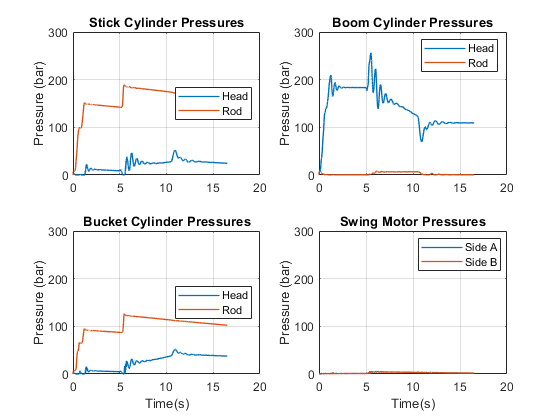 Stick Cylinder Pressures
300
200
100
0
0
5
10
15
20
Pressure (bar)
Head
Rod
Boom Cylinder Pressures
300
200
100
0
0
5
10
15
20
Pressure (bar)
Head
Rod
Bucket Cylinder Pressures
300
200
100
0
0
5
10
15
20
Pressure (bar)
Time(s)
Head
Rod
Swing Motor Pressures
300
200
100
0
0
5
10
15
20
Pressure (bar)
Time(s)
Side A
Side B